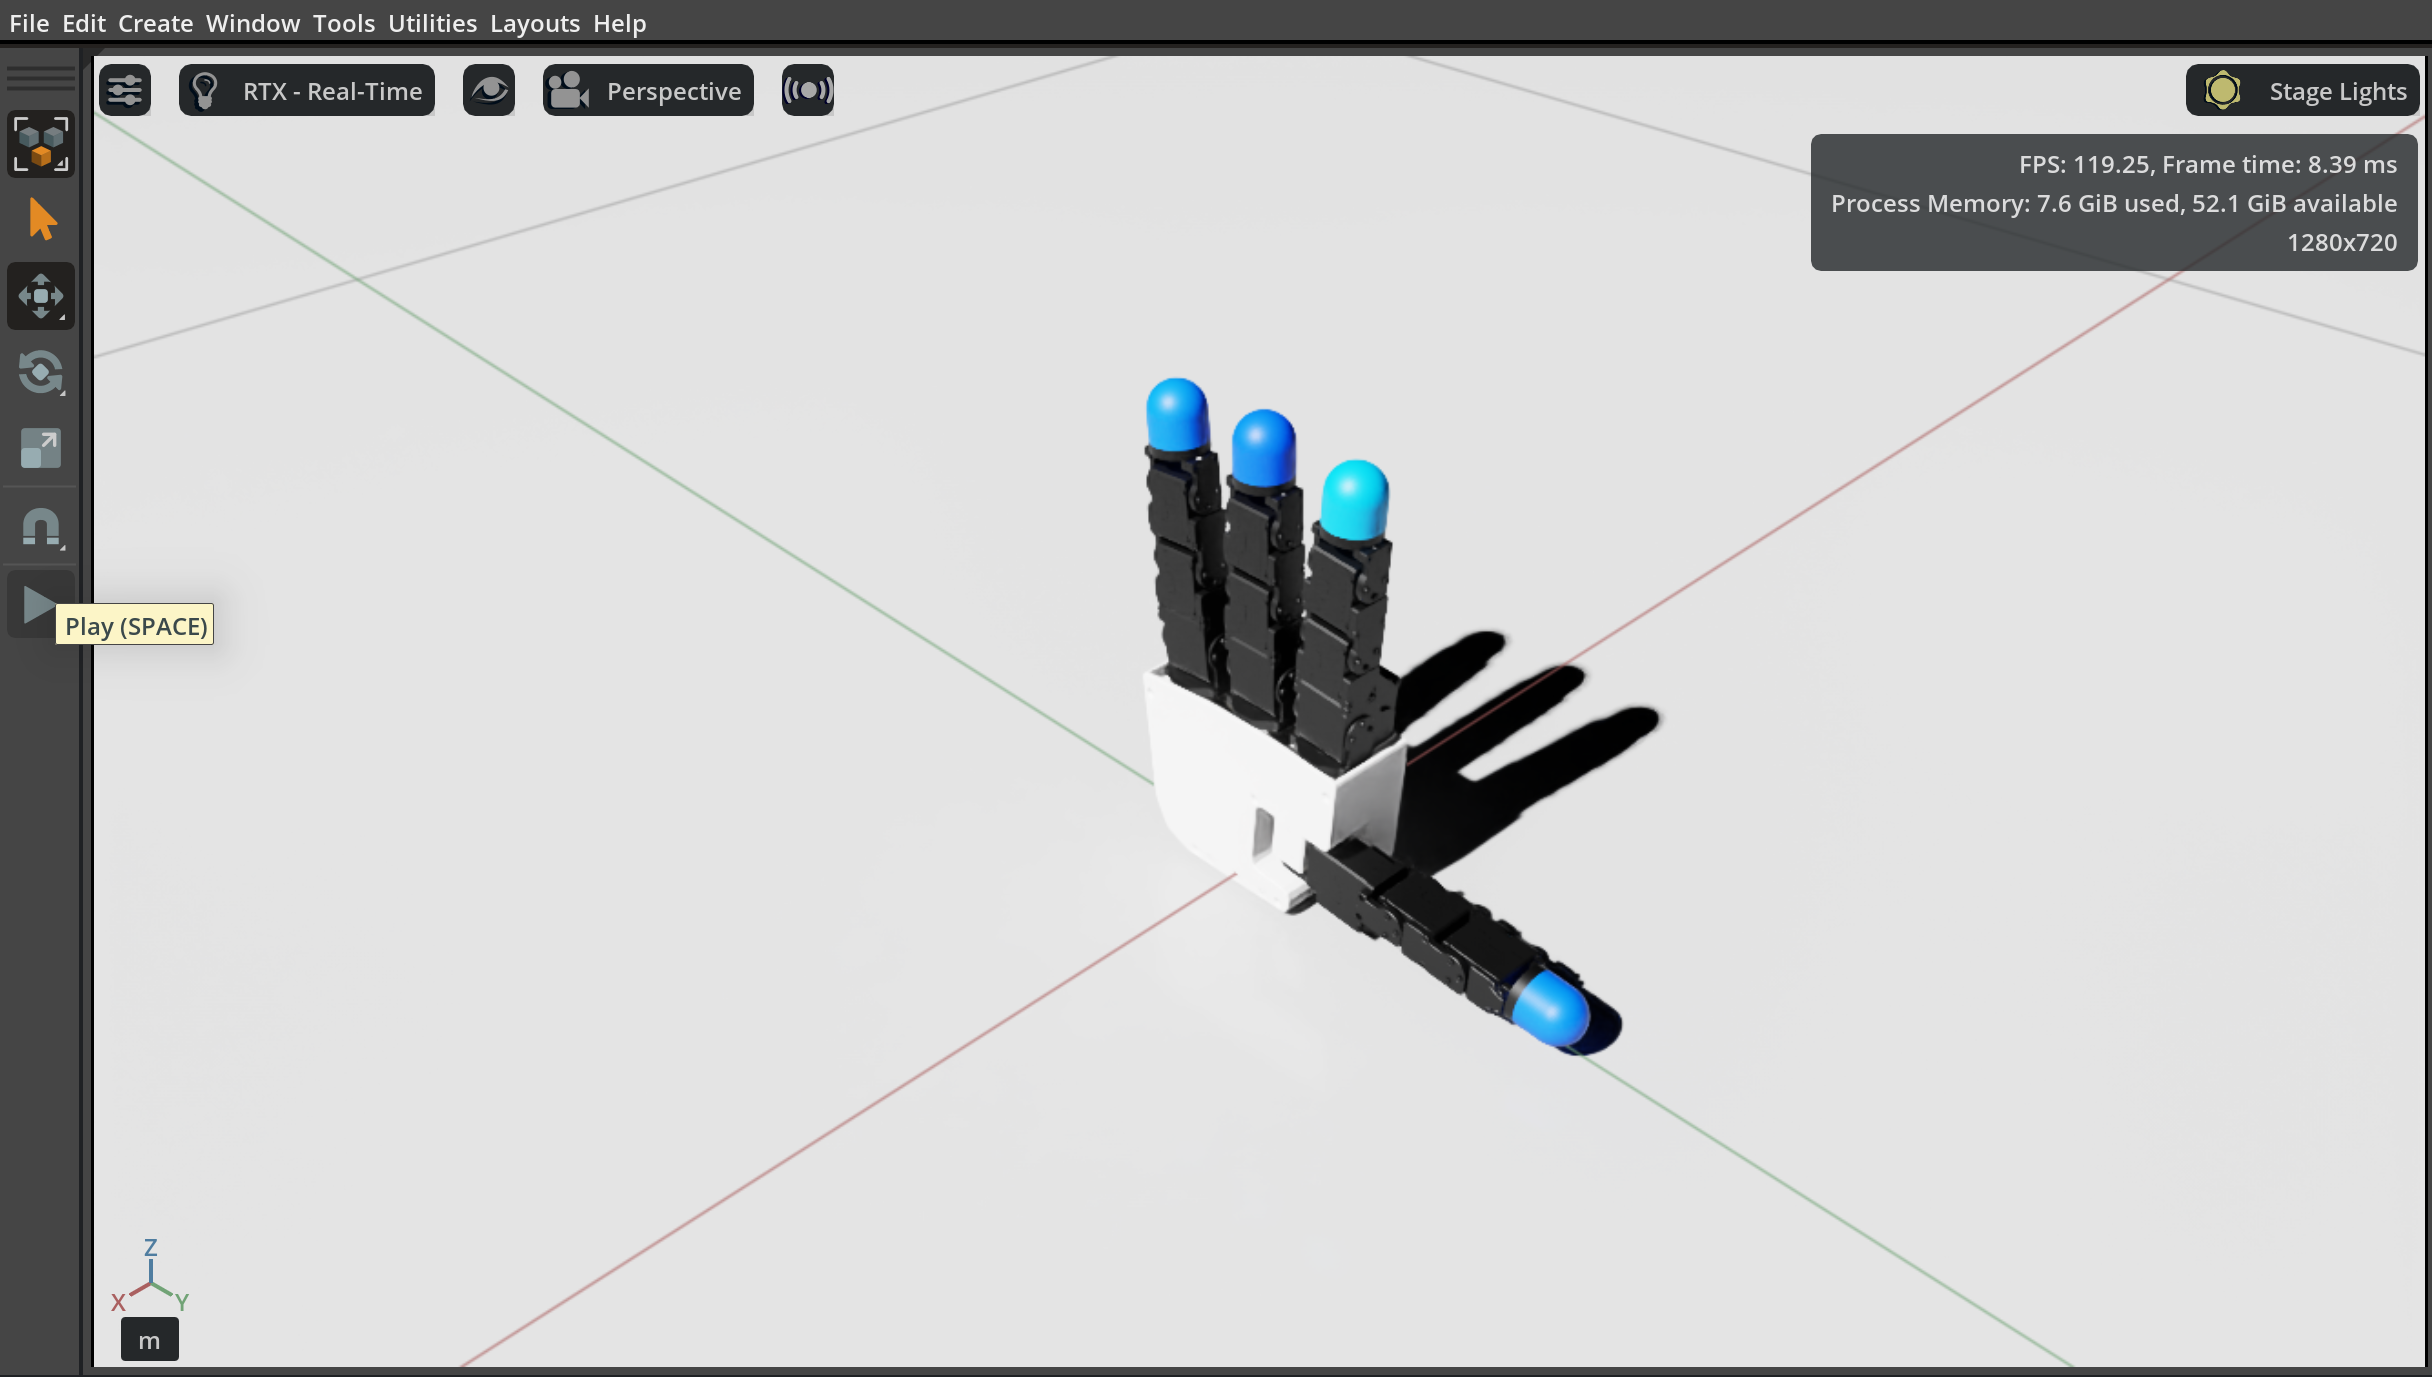 File Edit Create Window Tools Utilities Layouts Help
RTX - Real-Time
Perspective
Stage Lights
FPS: 119.25, Frame time: 8.39 ms
Process Memory: 7.6 GiB used, 52.1 GiB available
1280x720
Play (SPACE)
Z
X Y
m